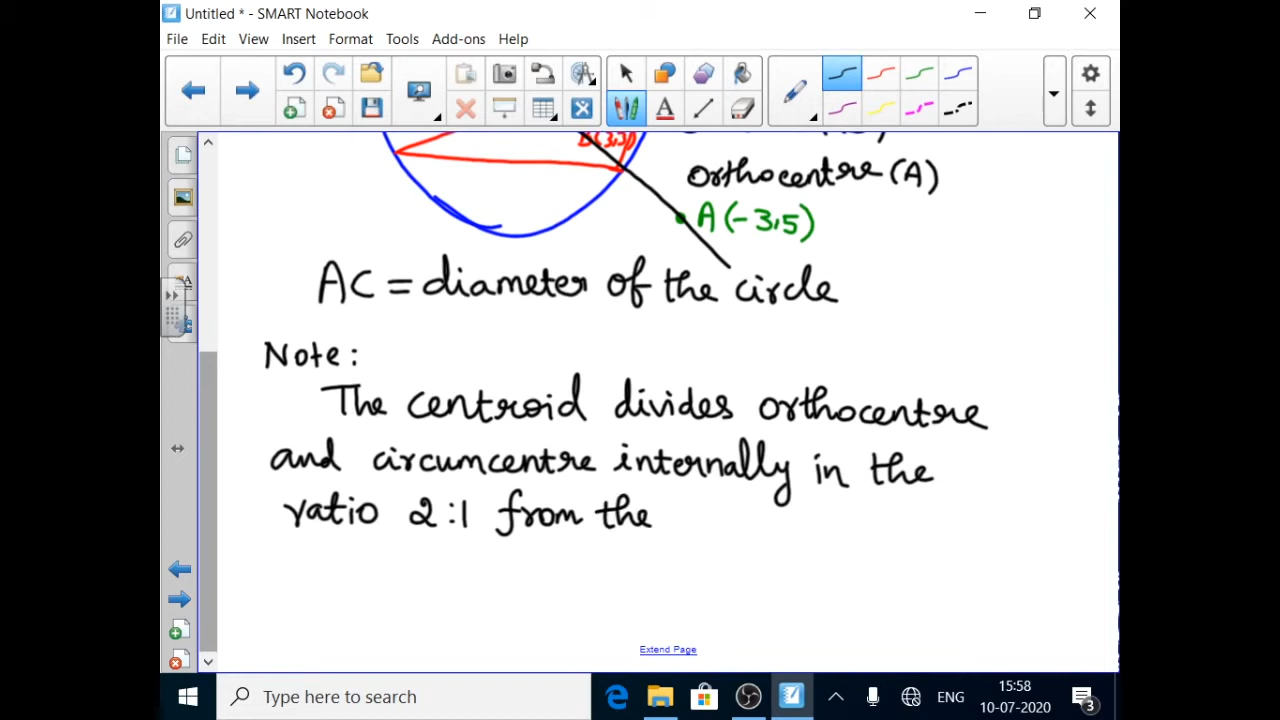 Untitled * - SMART Notebook
File Edit View Insert Format Tools Add-ons Help
orthocentre (A)
A (-3,5)
AC = diameter of the circle
Note:
The centroid divides orthocentre
and circumcentre internally in the
ratio 2:1 from the
Extend Page
Type here to search
ENG
15:58
10-07-2020
3